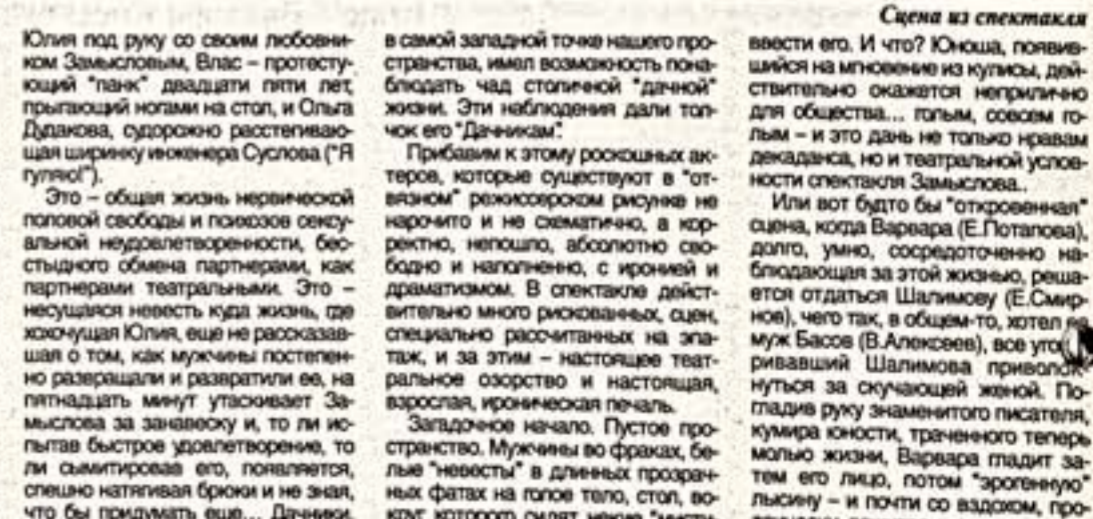 Юлия под руку со своим любовни-
ком Замысловым, Влас – протесту-
ющий "панк" двадцати пяти лет,
прыгающий ногами на стол, и Ольга
Дудакова, судорожно расстегиваю-
щая ширинку инженера Суслова ("Я
гуляю!").
Это – общая жизнь нервической
половой свободы и психозов сексу-
альной неудовлетворенности, бес-
стыдного обмена партнерами, как
партнерами театральными. Это –
несущаяся невесть куда жизнь, где
хохочущая Юлия, еще не рассказав-
шая о том, как мужчины постепен-
но развращали и развратили ее, на
пятнадцать минут утаскивает За-
мыслова за занавеску и, то ли ис-
пытав быстрое удовлетворение, то
ли сымитировав его, появляется,
спешно натягивая брюки и не зная,
что бы придумать еще... Дачники,
в самой западной точке нашего про-
странства, имел возможность пона-
блюдать чад столичной "дачной"
жизни. Эти наблюдения дали тол-
чок его "Дачникам".
Прибавим к этому роскошных ак-
теров, которые существуют в "от-
вязном" режиссерском рисунке не
нарочито и не схематично, а кор-
ректно, непошло, абсолютно сво-
бодно и наполненно, с иронией и
драматизмом. В спектакле дейст-
вительно много рискованных, сцен,
специально рассчитанных на эпа-
таж, и за этим – настоящее теат-
ральное озорство и настоящая,
взрослая, ироническая печаль.
Загадочное начало. Пустое про-
странство. Мужчины во фраках, бе-
лые "невесты" в длинных прозрач-
ных фатах на голое тело, стол, во-
круг которого сидят некие
Сцена из спектакля
ввести его. И что? Юноша, появив-
шийся на мгновение из кулисы, дей-
ствительно окажется неприлично
для общества... голым, совсем го-
лым – и это дань не только нравам
декаданса, но и театральной услов-
ности спектакля Замыслова..
Или вот будто бы "откровенная"
сцена, когда Варвара (Е.Потапова),
долго, умно, сосредоточенно на-
блюдающая за этой жизнью, реша-
ется отдаться Шалимову (Е.Смир-
нов), чего так, в общем-то, хотел
муж Басов (В.Алексеев), все
ривавший Шалимова приволок-
нуться за скучающей женой. По-
гладив руку знаменитого писателя,
кумира юности, траченного теперь
молью жизни, Варвара гладит за-
тем его лицо, потом "эрогенную"
лысину – и почти со вздохом, про-